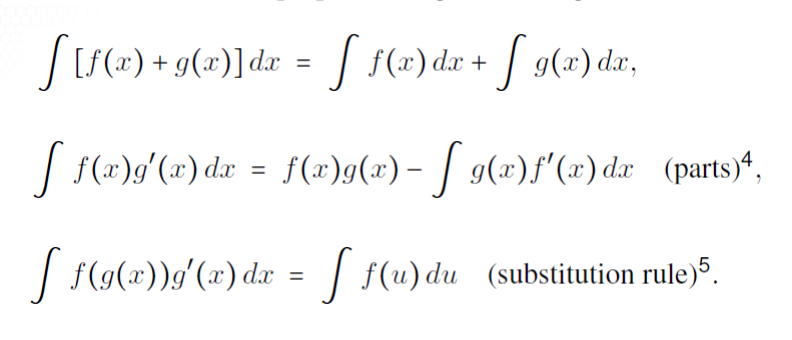 ∫ [f(x) + g(x)] dx = ∫ f(x) dx + ∫ g(x) dx,
∫ f(x)g′(x) dx = f(x)g(x) − ∫ g(x)f′(x) dx (parts)⁴,
∫ f(g(x))g′(x) dx = ∫ f(u) du (substitution rule)⁵.